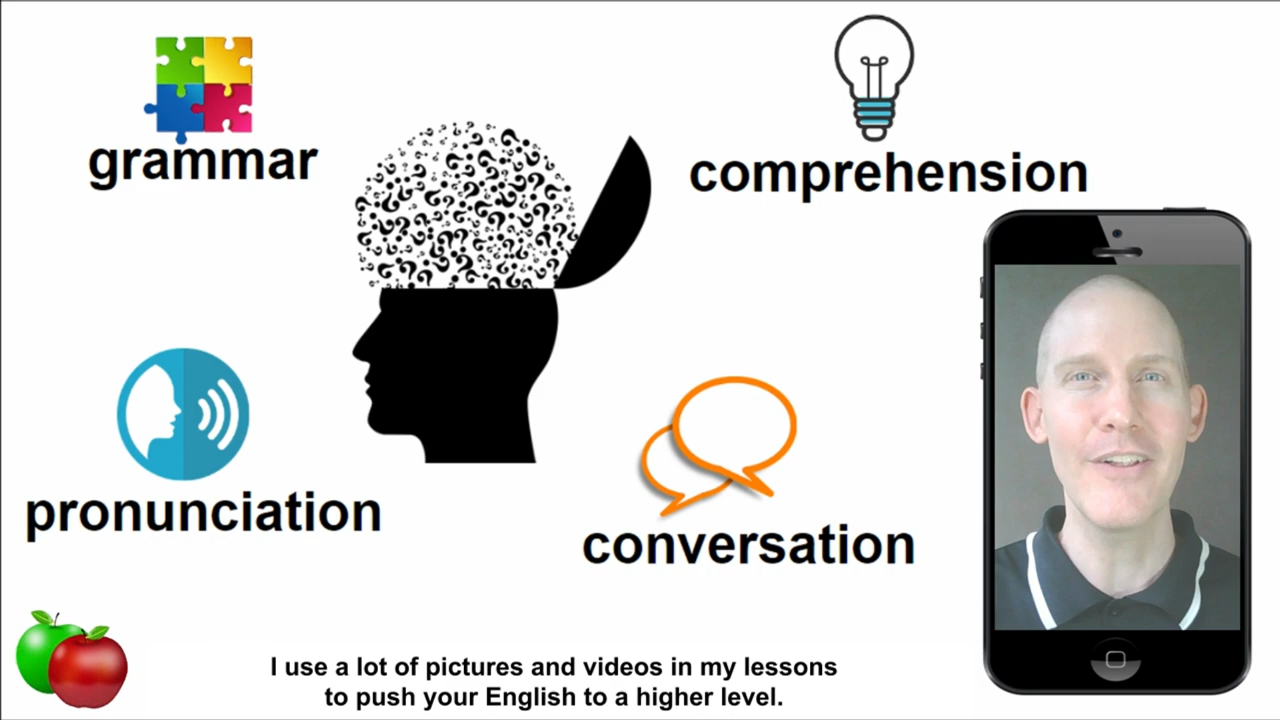 grammar
comprehension
pronunciation
conversation
I use a lot of pictures and videos in my lessons
to push your English to a higher level.